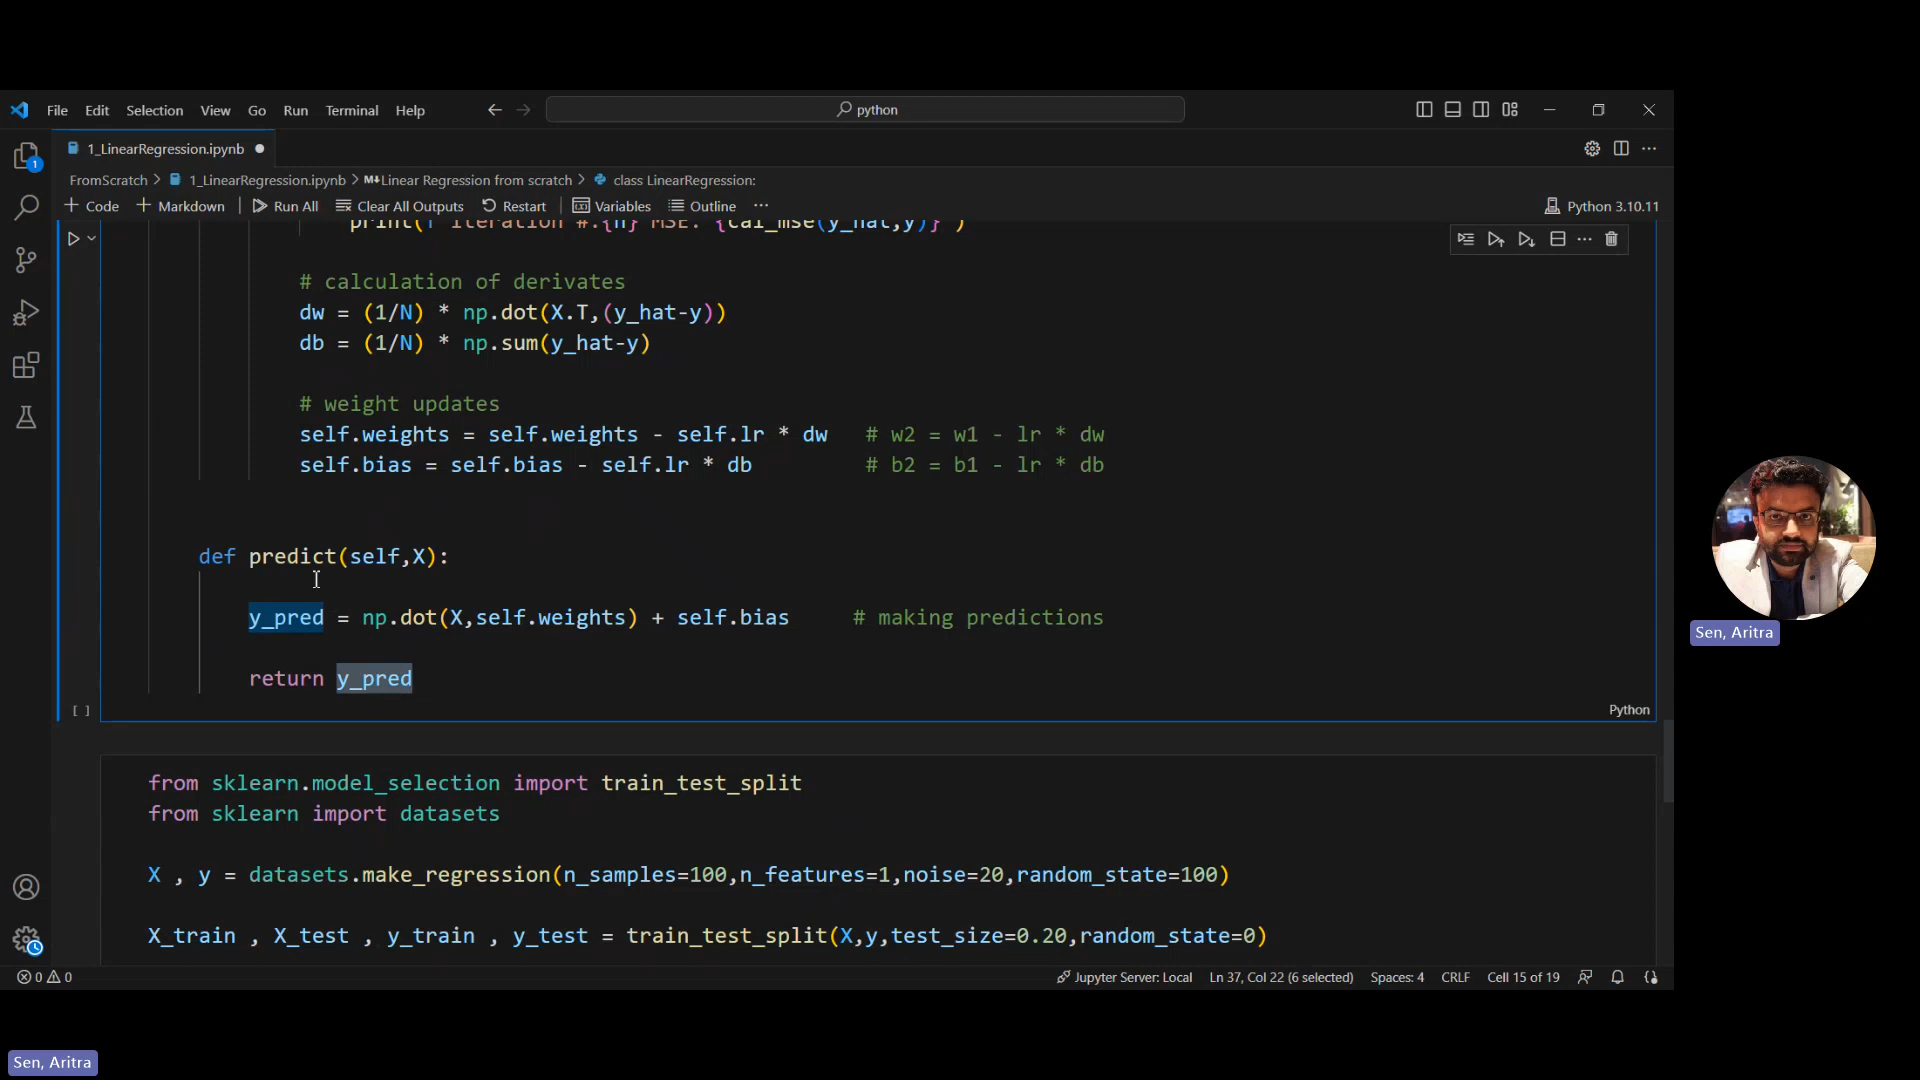 File Edit Selection View Go Run Terminal Help python
1_LinearRegression.ipynb
FromScratch > 1_LinearRegression.ipynb > M↓Linear Regression from scratch > class LinearRegression:
+ Code + Markdown Run All Clear All Outputs Restart Variables Outline ... Python 3.10.11
print(f"Iteration #:{n} MSE: {cal_mse(y_hat,y)}")
# calculation of derivates
dw = (1/N) * np.dot(X.T,(y_hat-y))
db = (1/N) * np.sum(y_hat-y)
# weight updates
self.weights = self.weights - self.lr * dw # w2 = w1 - lr * dw
self.bias = self.bias - self.lr * db # b2 = b1 - lr * db
def predict(self,X):
y_pred = np.dot(X,self.weights) + self.bias # making predictions
return y_pred
[ ] Python
from sklearn.model_selection import train_test_split
from sklearn import datasets
X , y = datasets.make_regression(n_samples=100,n_features=1,noise=20,random_state=100)
X_train , X_test , y_train , y_test = train_test_split(X,y,test_size=0.20,random_state=0)
0 0 Jupyter Server: Local Ln 37, Col 22 (6 selected) Spaces: 4 CRLF Cell 15 of 19
1
Sen, Aritra
Sen, Aritra